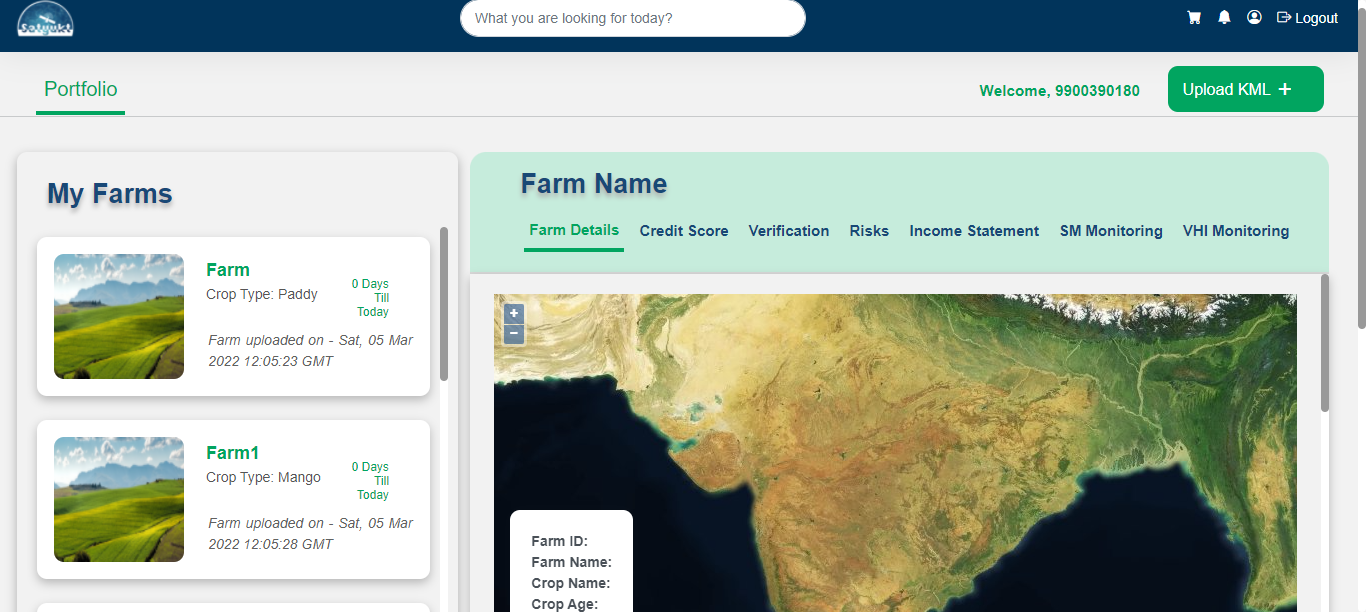 Satyukt
What you are looking for today?
Logout
Portfolio
Welcome, 9900390180
Upload KML +
My Farms
Farm
Crop Type: Paddy
0 Days
Till
Today
Farm uploaded on - Sat, 05 Mar
2022 12:05:23 GMT
Farm1
Crop Type: Mango
0 Days
Till
Today
Farm uploaded on - Sat, 05 Mar
2022 12:05:28 GMT
Farm Name
Farm Details Credit Score Verification Risks Income Statement SM Monitoring VHI Monitoring
+
−
Farm ID:
Farm Name:
Crop Name:
Crop Age: